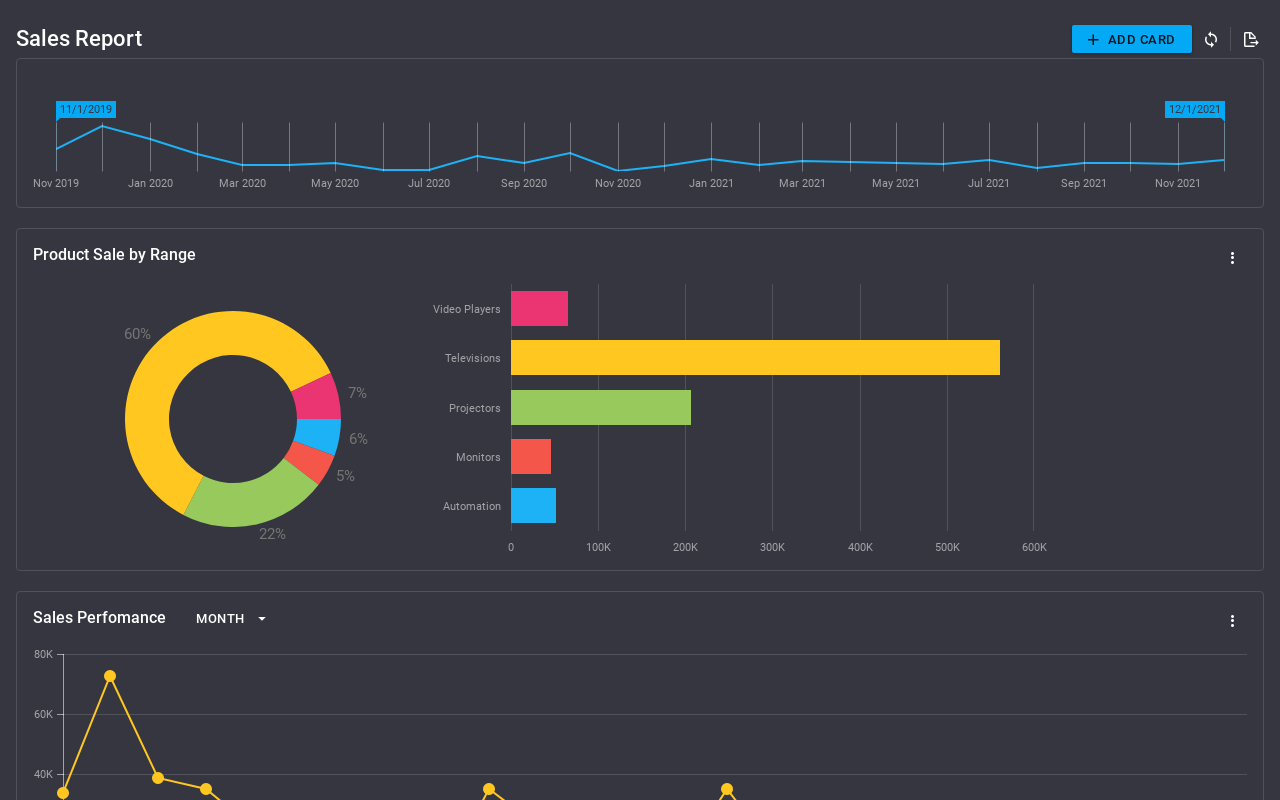 Sales Report
ADD CARD
11/1/2019
12/1/2021
Nov 2019 Jan 2020 Mar 2020 May 2020 Jul 2020 Sep 2020 Nov 2020 Jan 2021 Mar 2021 May 2021 Jul 2021 Sep 2021 Nov 2021
Product Sale by Range
60%
7%
6%
5%
22%
Video Players
Televisions
Projectors
Monitors
Automation
0 100K 200K 300K 400K 500K 600K
Sales Perfomance MONTH
80K
60K
40K